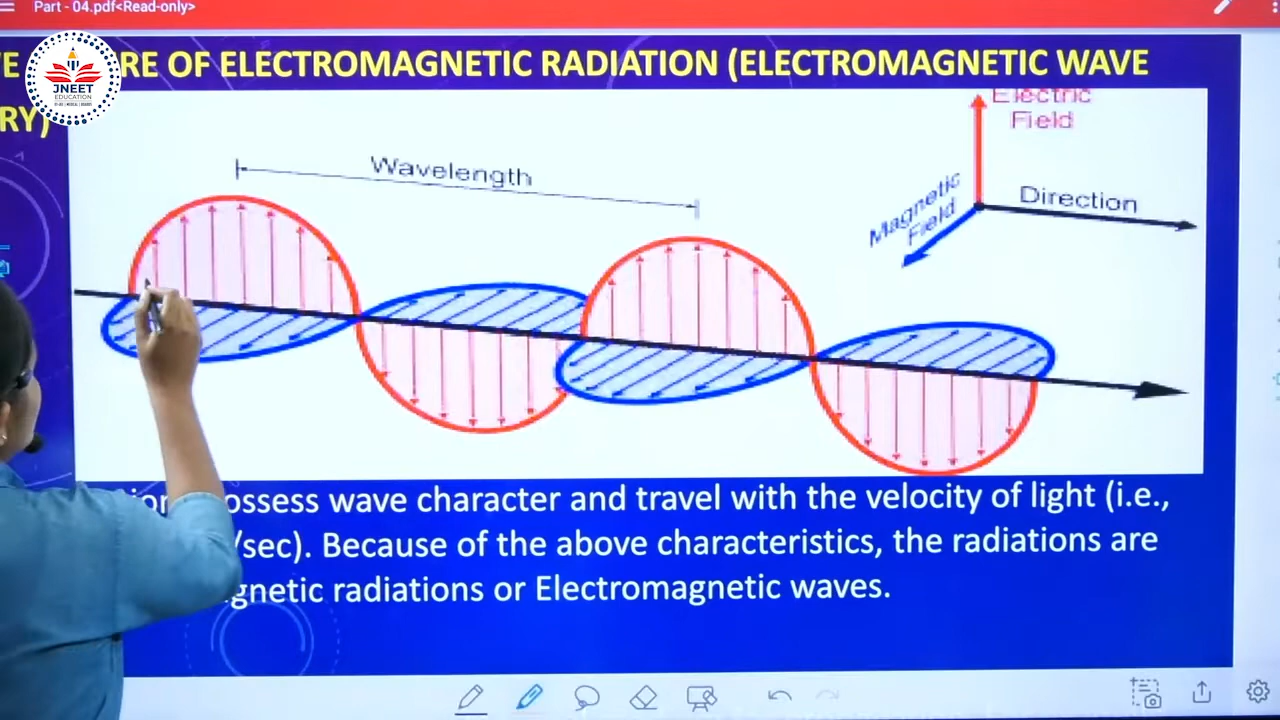 Part - 04.pdf<Read-only>
RE OF ELECTROMAGNETIC RADIATION (ELECTROMAGNETIC WAVE
RY)
JNEET
EDUCATION
Electric
Field
Wavelength
Magnetic
Field
Direction
ossess wave character and travel with the velocity of light (i.e.,
/sec). Because of the above characteristics, the radiations are
gnetic radiations or Electromagnetic waves.